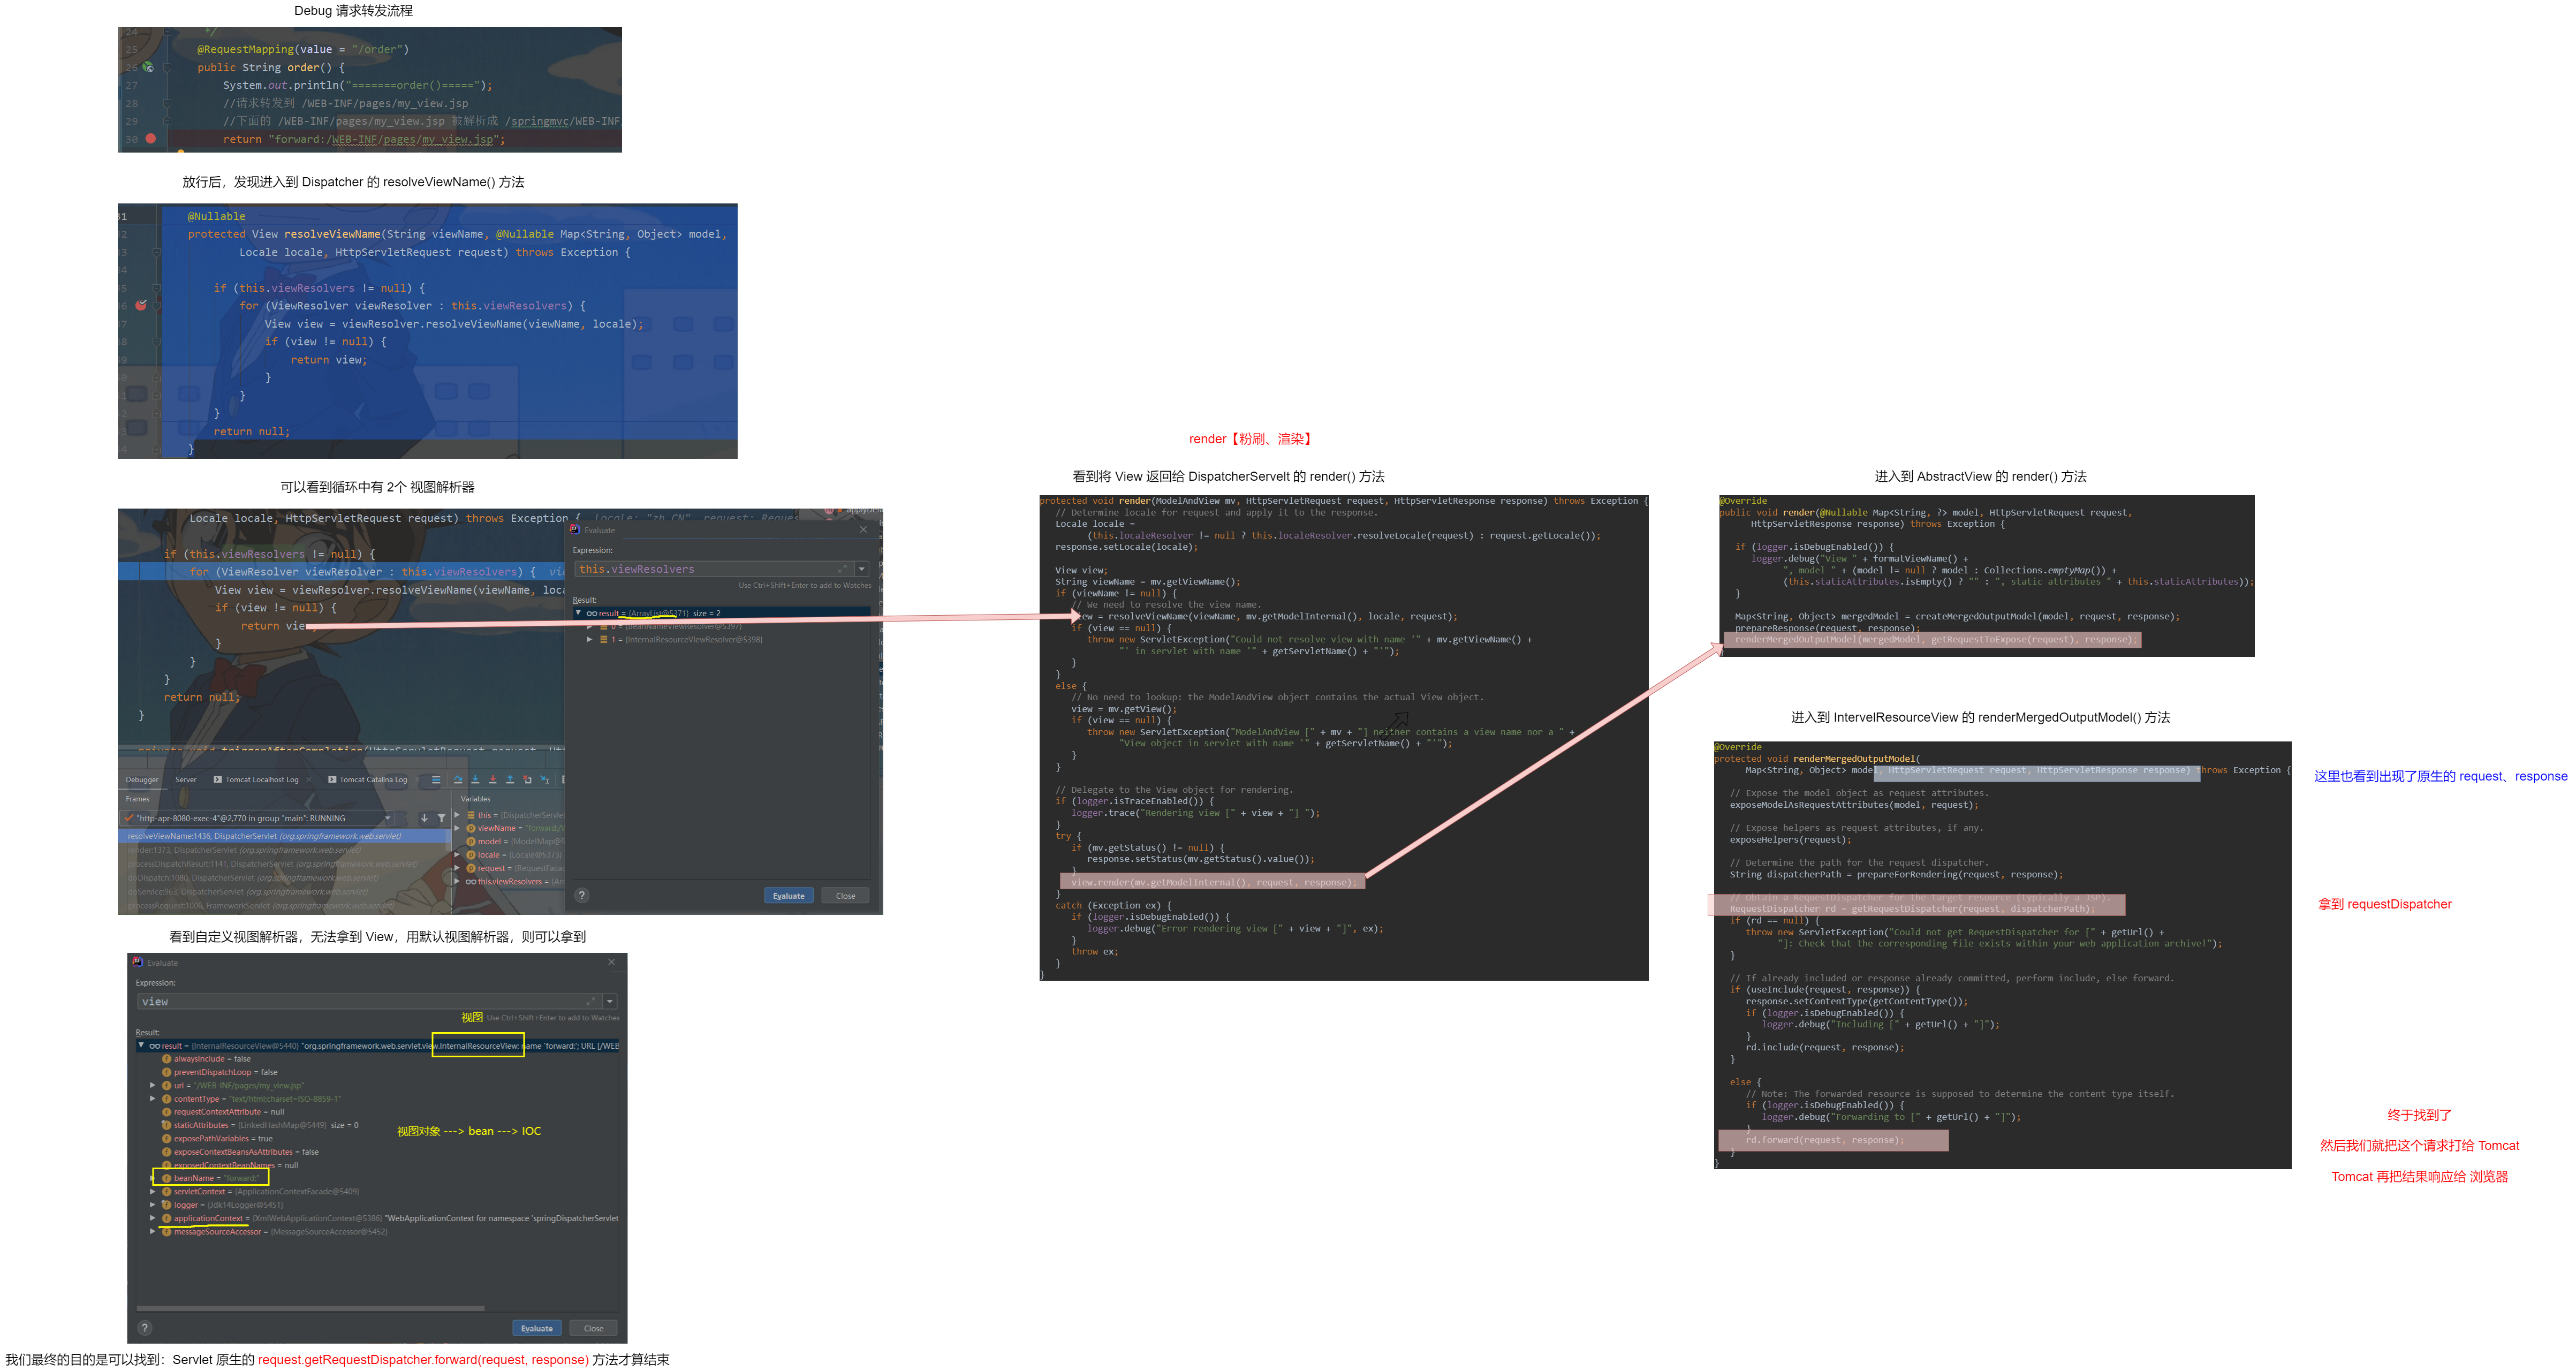 Debug 请求转发流程
24 */
25 @RequestMapping(value = "/order")
26 public String order() {
27 System.out.println("=======order()=====");
28 //请求转发到 /WEB-INF/pages/my_view.jsp
29 //下面的 /WEB-INF/pages/my_view.jsp 被解析成 /springmvc/WEB-INF
30 return "forward:/WEB-INF/pages/my_view.jsp";
放行后，发现进入到 Dispatcher 的 resolveViewName() 方法
@Nullable
protected View resolveViewName(String viewName, @Nullable Map<String, Object> model,
Locale locale, HttpServletRequest request) throws Exception {
if (this.viewResolvers != null) {
for (ViewResolver viewResolver : this.viewResolvers) {
View view = viewResolver.resolveViewName(viewName, locale);
if (view != null) {
return view;
}
}
}
return null;
}
可以看到循环中有 2个 视图解析器
Locale locale, HttpServletRequest request) throws Exception { locale: "zh_CN" request: Reques
if (this.viewResolvers != null) {
for (ViewResolver viewResolver : this.viewResolvers) {
View view = viewResolver.resolveViewName(viewName, loca
if (view != null) {
return view
}
}
}
return null;
}
Evaluate
Expression:
this.viewResolvers
Use Ctrl+Shift+Enter to add to Watches
Result:
result = {ArrayList@5371} size = 2
0 = {BeanNameViewResolver@5397}
1 = {InternalResourceViewResolver@5398}
Evaluate Close
Debugger Server Tomcat Localhost Log Tomcat Catalina Log
Frames Variables
"http-apr-8080-exec-4"@2,770 in group "main": RUNNING
resolveViewName:1436, DispatcherServlet (org.springframework.web.servlet)
render:1373, DispatcherServlet (org.springframework.web.servlet)
processDispatchResult:1141, DispatcherServlet (org.springframework.web.servlet)
doDispatch:1080, DispatcherServlet (org.springframework.web.servlet)
doService:963, DispatcherServlet (org.springframework.web.servlet)
processRequest:1006, FrameworkServlet (org.springframework.web.servlet)
this = {DispatcherServlet
viewName = "forward:/W
model = {ModelMap@5
locale = {Locale@5373}
request = {RequestFacad
this.viewResolvers = {Arr
看到自定义视图解析器，无法拿到 View，用默认视图解析器，则可以拿到
Evaluate
Expression:
view
视图 Use Ctrl+Shift+Enter to add to Watches
Result:
result = {InternalResourceView@5440} "org.springframework.web.servlet.view.InternalResourceView: name 'forward:'; URL [/WEB
alwaysInclude = false
preventDispatchLoop = false
url = "/WEB-INF/pages/my_view.jsp"
contentType = "text/html;charset=ISO-8859-1"
requestContextAttribute = null
staticAttributes = {LinkedHashMap@5449} size = 0
exposePathVariables = true
视图对象 ---> bean ---> IOC
exposeContextBeansAsAttributes = false
exposedContextBeanNames = null
beanName = "forward:"
servletContext = {ApplicationContextFacade@5409}
logger = {Jdk14Logger@5451}
applicationContext = {XmlWebApplicationContext@5386} "WebApplicationContext for namespace 'springDispatcherServlet
messageSourceAccessor = {MessageSourceAccessor@5452}
Evaluate Close
我们最终的目的是可以找到：Servlet 原生的 request.getRequestDispatcher.forward(request, response) 方法才算结束
render【粉刷、渲染】
看到将 View 返回给 DispatcherServelt 的 render() 方法
protected void render(ModelAndView mv, HttpServletRequest request, HttpServletResponse response) throws Exception {
// Determine locale for request and apply it to the response.
Locale locale =
(this.localeResolver != null ? this.localeResolver.resolveLocale(request) : request.getLocale());
response.setLocale(locale);
View view;
String viewName = mv.getViewName();
if (viewName != null) {
// We need to resolve the view name.
view = resolveViewName(viewName, mv.getModelInternal(), locale, request);
if (view == null) {
throw new ServletException("Could not resolve view with name '" + mv.getViewName() +
"' in servlet with name '" + getServletName() + "'");
}
}
else {
// No need to lookup: the ModelAndView object contains the actual View object.
view = mv.getView();
if (view == null) {
throw new ServletException("ModelAndView [" + mv + "] neither contains a view name nor a " +
"View object in servlet with name '" + getServletName() + "'");
}
}
// Delegate to the View object for rendering.
if (logger.isTraceEnabled()) {
logger.trace("Rendering view [" + view + "] ");
}
try {
if (mv.getStatus() != null) {
response.setStatus(mv.getStatus().value());
}
view.render(mv.getModelInternal(), request, response);
}
catch (Exception ex) {
if (logger.isDebugEnabled()) {
logger.debug("Error rendering view [" + view + "]", ex);
}
throw ex;
}
}
进入到 AbstractView 的 render() 方法
@Override
public void render(@Nullable Map<String, ?> model, HttpServletRequest request,
HttpServletResponse response) throws Exception {
if (logger.isDebugEnabled()) {
logger.debug("View " + formatViewName() +
", model " + (model != null ? model : Collections.emptyMap()) +
(this.staticAttributes.isEmpty() ? "" : ", static attributes " + this.staticAttributes));
}
Map<String, Object> mergedModel = createMergedOutputModel(model, request, response);
prepareResponse(request, response);
renderMergedOutputModel(mergedModel, getRequestToExpose(request), response);
进入到 IntervelResourceView 的 renderMergedOutputModel() 方法
@Override
protected void renderMergedOutputModel(
Map<String, Object> model, HttpServletRequest request, HttpServletResponse response) throws Exception {
// Expose the model object as request attributes.
exposeModelAsRequestAttributes(model, request);
// Expose helpers as request attributes, if any.
exposeHelpers(request);
// Determine the path for the request dispatcher.
String dispatcherPath = prepareForRendering(request, response);
// Obtain a RequestDispatcher for the target resource (typically a JSP).
RequestDispatcher rd = getRequestDispatcher(request, dispatcherPath);
if (rd == null) {
throw new ServletException("Could not get RequestDispatcher for [" + getUrl() +
"]: Check that the corresponding file exists within your web application archive!");
}
// If already included or response already committed, perform include, else forward.
if (useInclude(request, response)) {
response.setContentType(getContentType());
if (logger.isDebugEnabled()) {
logger.debug("Including [" + getUrl() + "]");
}
rd.include(request, response);
}
else {
// Note: The forwarded resource is supposed to determine the content type itself.
if (logger.isDebugEnabled()) {
logger.debug("Forwarding to [" + getUrl() + "]");
}
rd.forward(request, response);
}
}
这里也看到出现了原生的 request、response
拿到 requestDispatcher
终于找到了
然后我们就把这个请求打给 Tomcat
Tomcat 再把结果响应给 浏览器